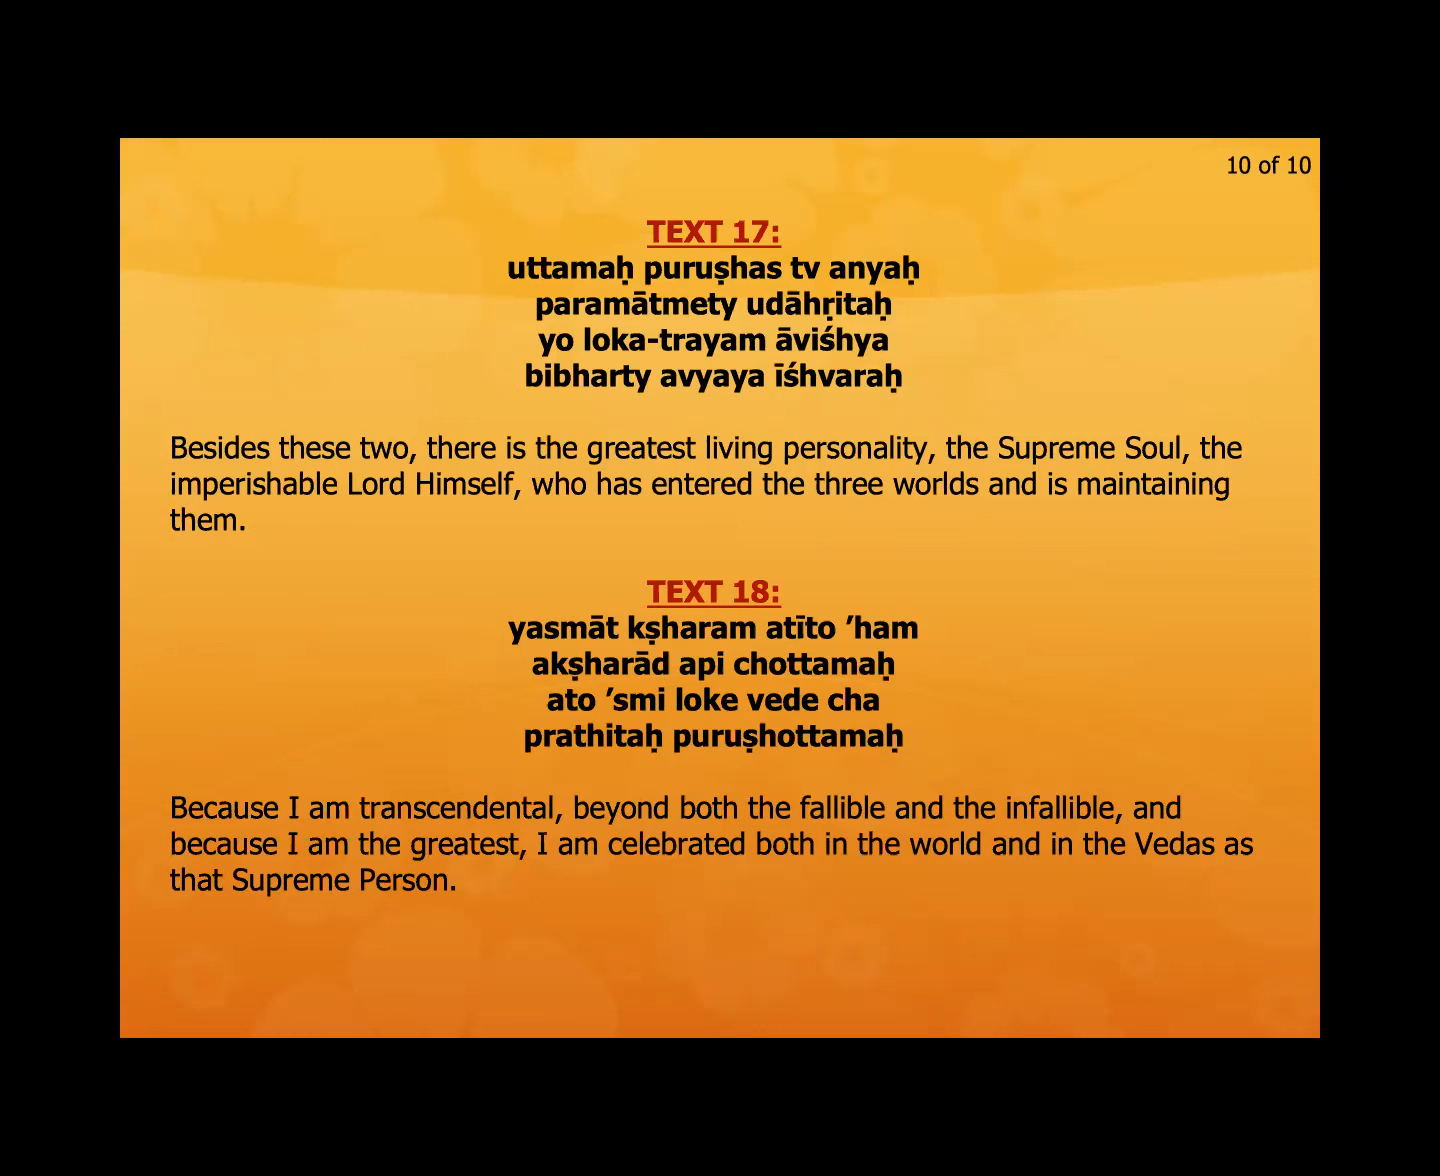 10 of 10
TEXT 17:
uttamaḥ puruṣhas tv anyaḥ
paramātmety udāhṛitaḥ
yo loka-trayam āviśhya
bibharty avyaya īśhvaraḥ
Besides these two, there is the greatest living personality, the Supreme Soul, the
imperishable Lord Himself, who has entered the three worlds and is maintaining
them.
TEXT 18:
yasmāt kṣharam atīto ’ham
akṣharād api chottamaḥ
ato ’smi loke vede cha
prathitaḥ puruṣhottamaḥ
Because I am transcendental, beyond both the fallible and the infallible, and
because I am the greatest, I am celebrated both in the world and in the Vedas as
that Supreme Person.